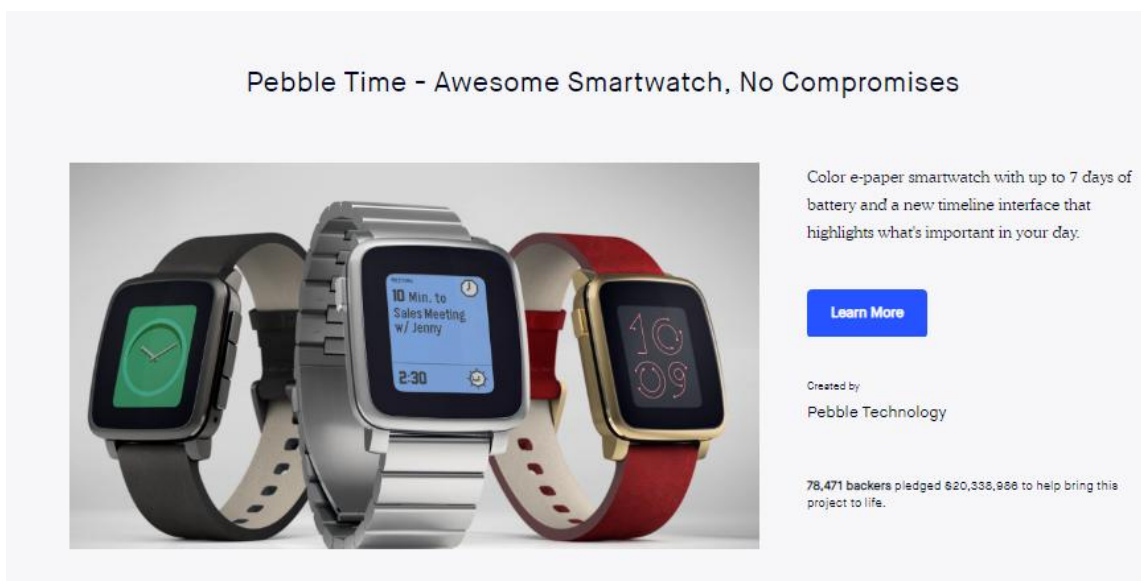 Pebble Time - Awesome Smartwatch, No Compromises
Color e-paper smartwatch with up to 7 days of
battery and a new timeline interface that
highlights what's important in your day.
Learn More
Created by
Pebble Technology
78,471 backers pledged $20,338,986 to help bring this
project to life.
10 Min. to
Sales Meeting
w/ Jenny
2:30
10
09